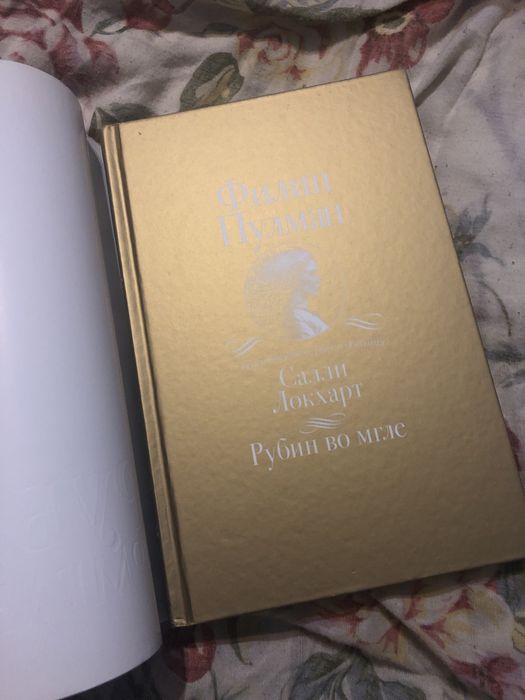 Филип
Пулман
Салли
Локхарт
Рубин во мгле